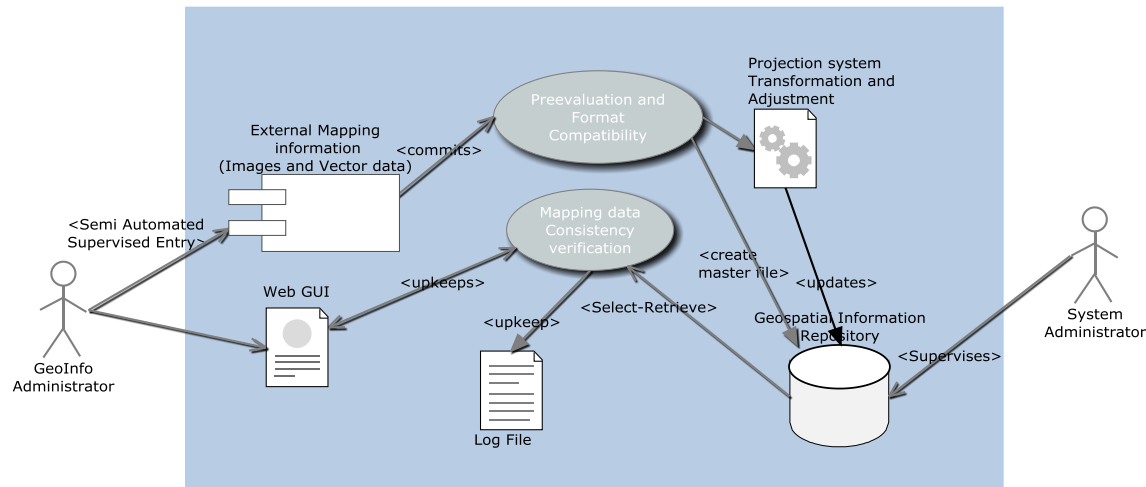 Projection system
Transformation and
Adjustment
Preevaluation and
Format
Compatibility
External Mapping
information
(Images and Vector data)
<commits>
<Semi Automated
Supervised Entry>
Mapping data
Consistency
verification
<create
master file>
<updates>
<upkeeps>
Web GUI
<Select-Retrieve>
<upkeep>
Geospatial Information
Repository
System
Administrator
<Supervises>
GeoInfo
Administrator
Log File